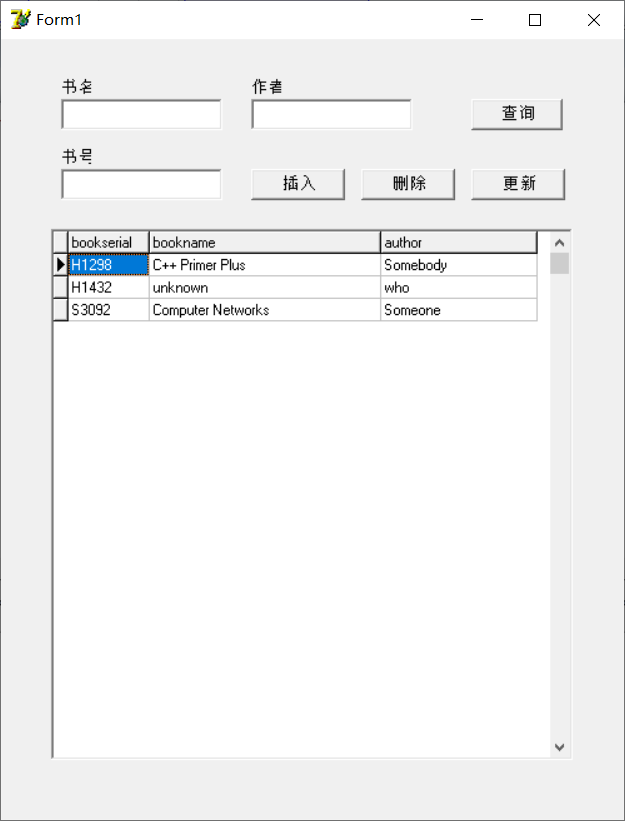 Form1
书名 作者
查询
书号
插入 删除 更新
bookserial bookname author
H1298 C++ Primer Plus Somebody
H1432 unknown who
S3092 Computer Networks Someone